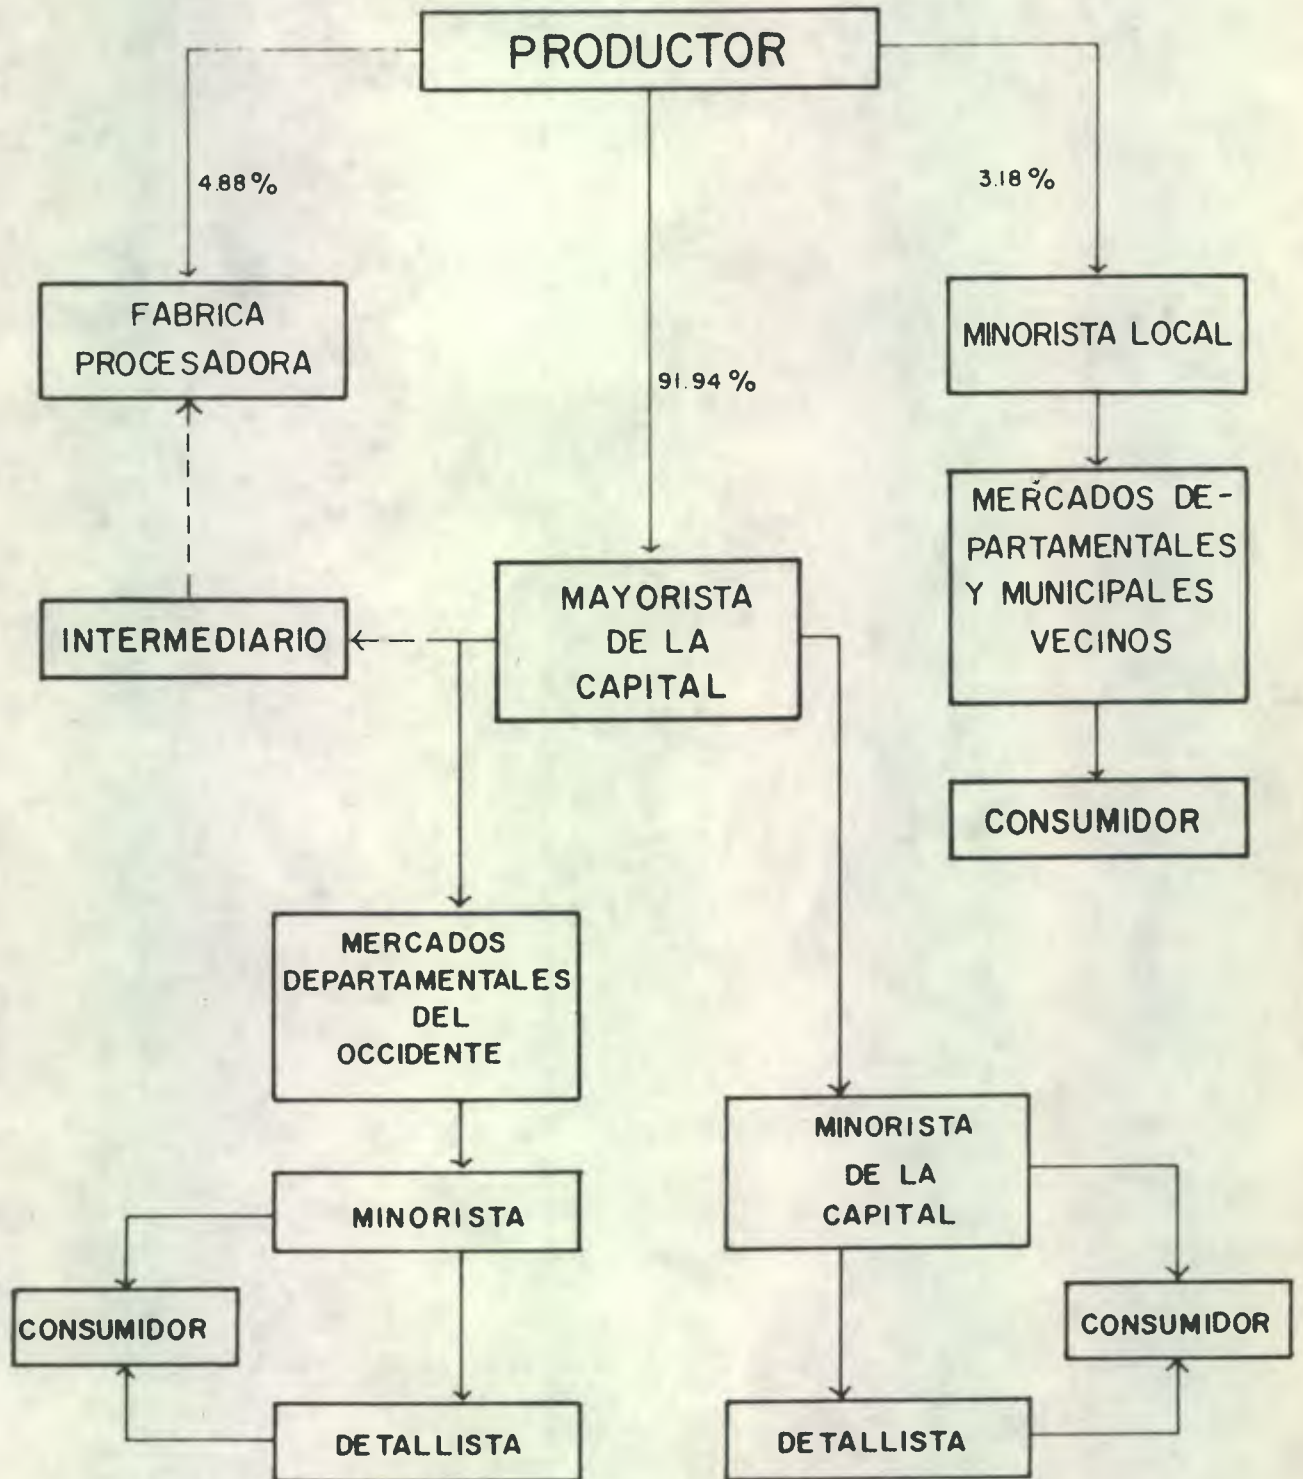 PRODUCTOR
4.88%
3.18%
91.94%
FABRICA
PROCESADORA
MINORISTA LOCAL
MERCADOS DE-
PARTAMENTALES
Y MUNICIPALES
VECINOS
INTERMEDIARIO
MAYORISTA
DE LA
CAPITAL
CONSUMIDOR
MERCADOS
DEPARTAMENTALES
DEL
OCCIDENTE
MINORISTA
DE LA
CAPITAL
MINORISTA
CONSUMIDOR
CONSUMIDOR
DETALLISTA
DETALLISTA